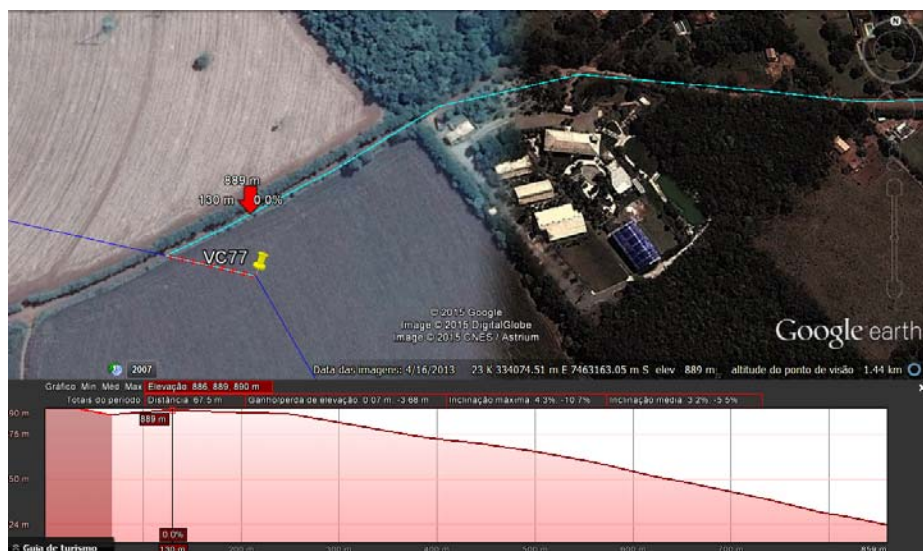 N
889 m
130 m 0.0%
VC77
© 2015 Google
Image © 2015 DigitalGlobe
Image © 2015 CNES / Astrium
Google earth
2007
Data das imagens: 4/16/2013 23 K 334074.51 m E 7463163.05 m S elev 889 m altitude do ponto de visão 1.44 km
Gráfico Min Méd Max Elevação 886 889 890 m
Totais do período Distância 67.5 m Ganho/perda de elevação 0.07 m -3.68 m Inclinação máxima 4.3%, -10.7% Inclinação média 3.2%, -5.5%
889 m
75 m
50 m
24 m
0.0%
Guia de turismo 130 m 200 m 300 m 400 m 500 m 600 m 700 m 859 m